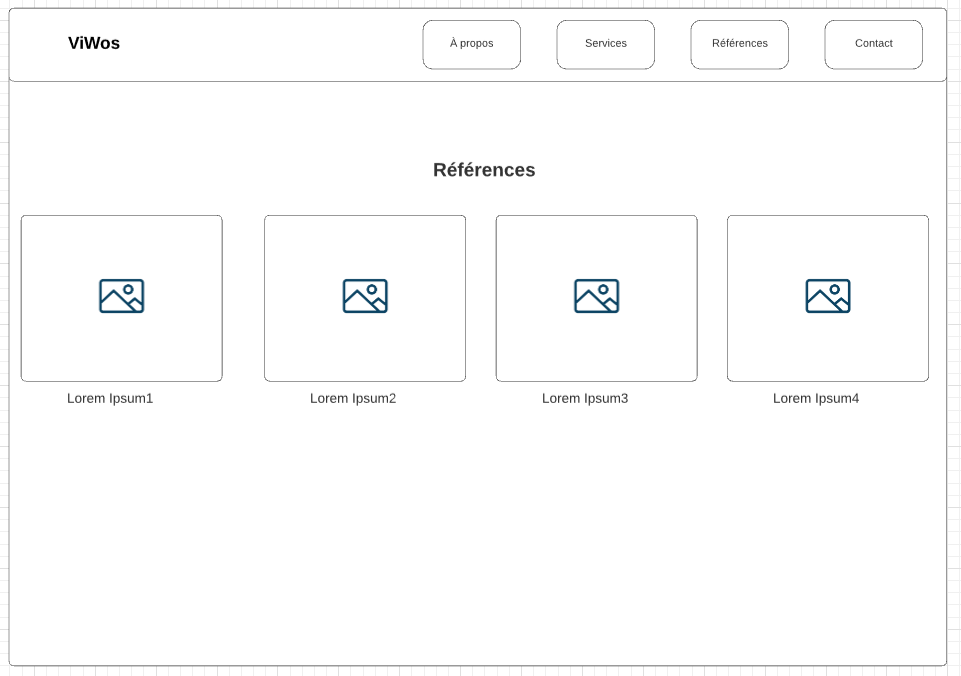 ViWos
À propos
Services
Références
Contact
Références
Lorem Ipsum1
Lorem Ipsum2
Lorem Ipsum3
Lorem Ipsum4